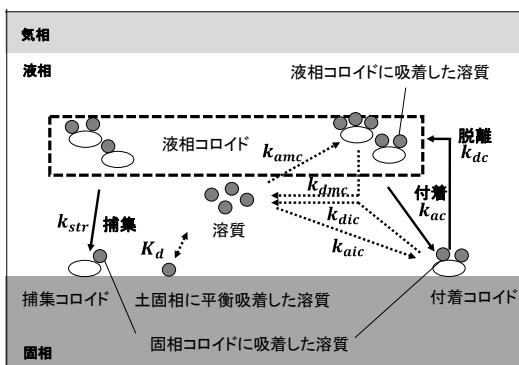 気相
液相
液相コロイドに吸着した溶質
液相コロイド
k_amc
脱離
k_dc
k_dmc
k_dic
付着
k_ac
k_str 捕集
溶質
K_d
k_aic
捕集コロイド
土固相に平衡吸着した溶質
付着コロイド
固相コロイドに吸着した溶質
固相